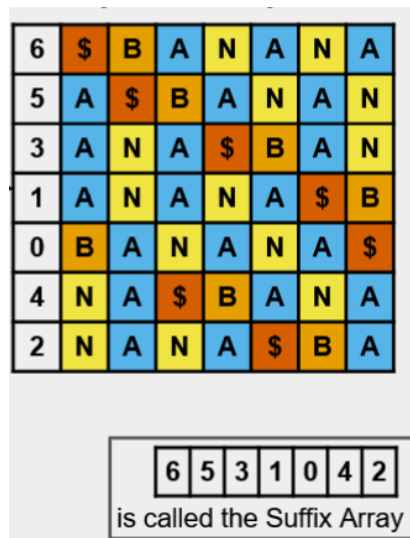 6 $ B A N A N A
5 A $ B A N A N
3 A N A $ B A N
1 A N A N A $ B
0 B A N A N A $
4 N A $ B A N A
2 N A N A $ B A
6 5 3 1 0 4 2
is called the Suffix Array